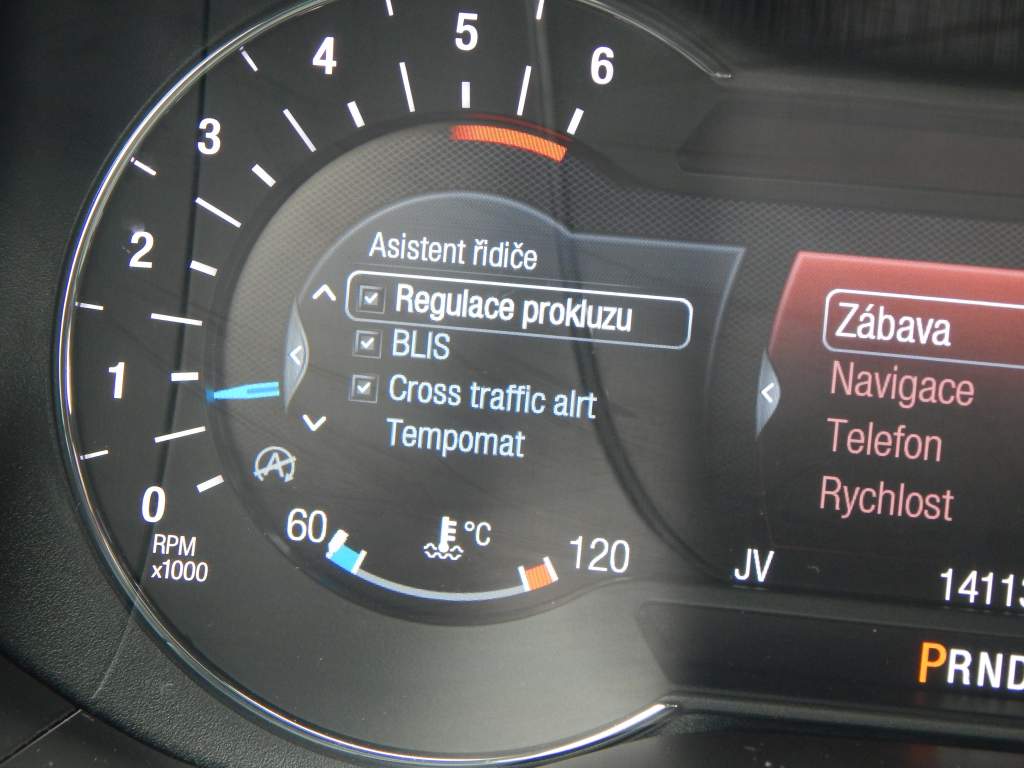 5
4
6
3
2
1
0
RPM
x1000
Asistent řidiče
Regulace prokluzu
BLIS
Cross traffic alrt
Tempomat
A
60
°C
120
Zábava
Navigace
Telefon
Rychlost
JV
1411
PRND